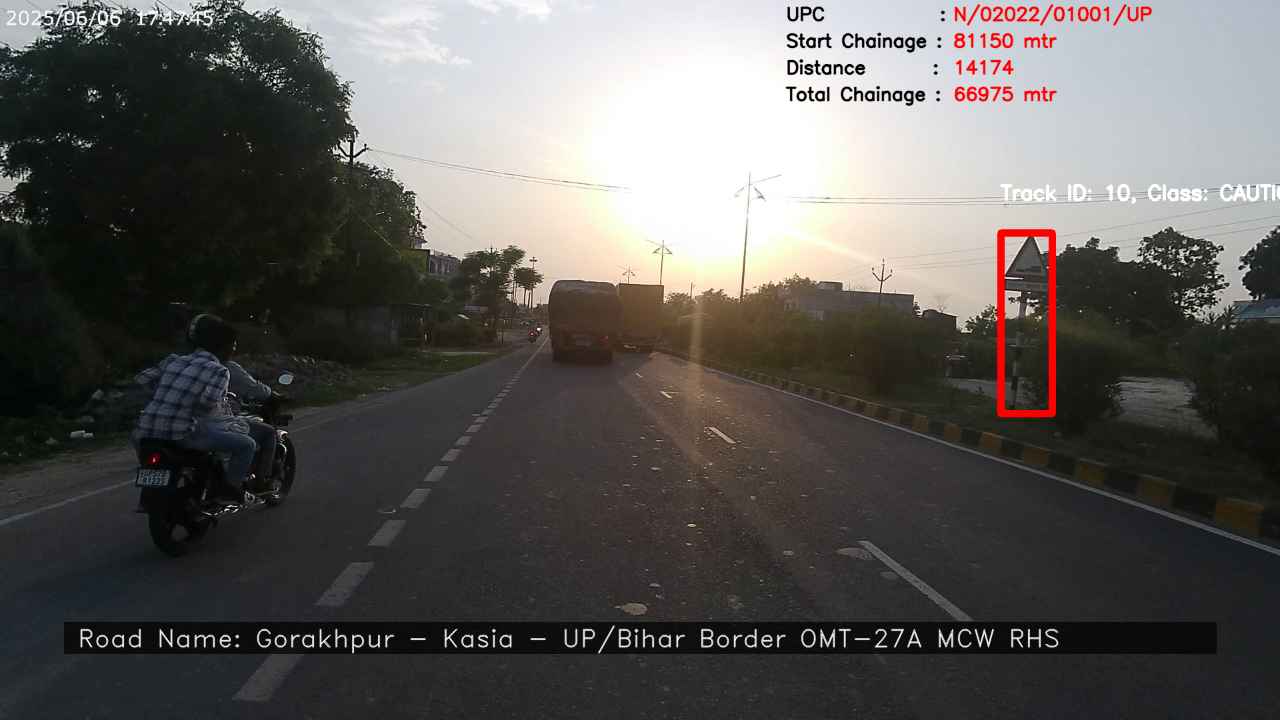 2025/06/06 17:47:45
UPC : N/02022/01001/UP
Start Chainage : 81150 mtr
Distance : 14174
Total Chainage : 66975 mtr
Track ID: 10, Class: CAUTIO
Road Name: Gorakhpur - Kasia - UP/Bihar Border OMT-27A MCW RHS